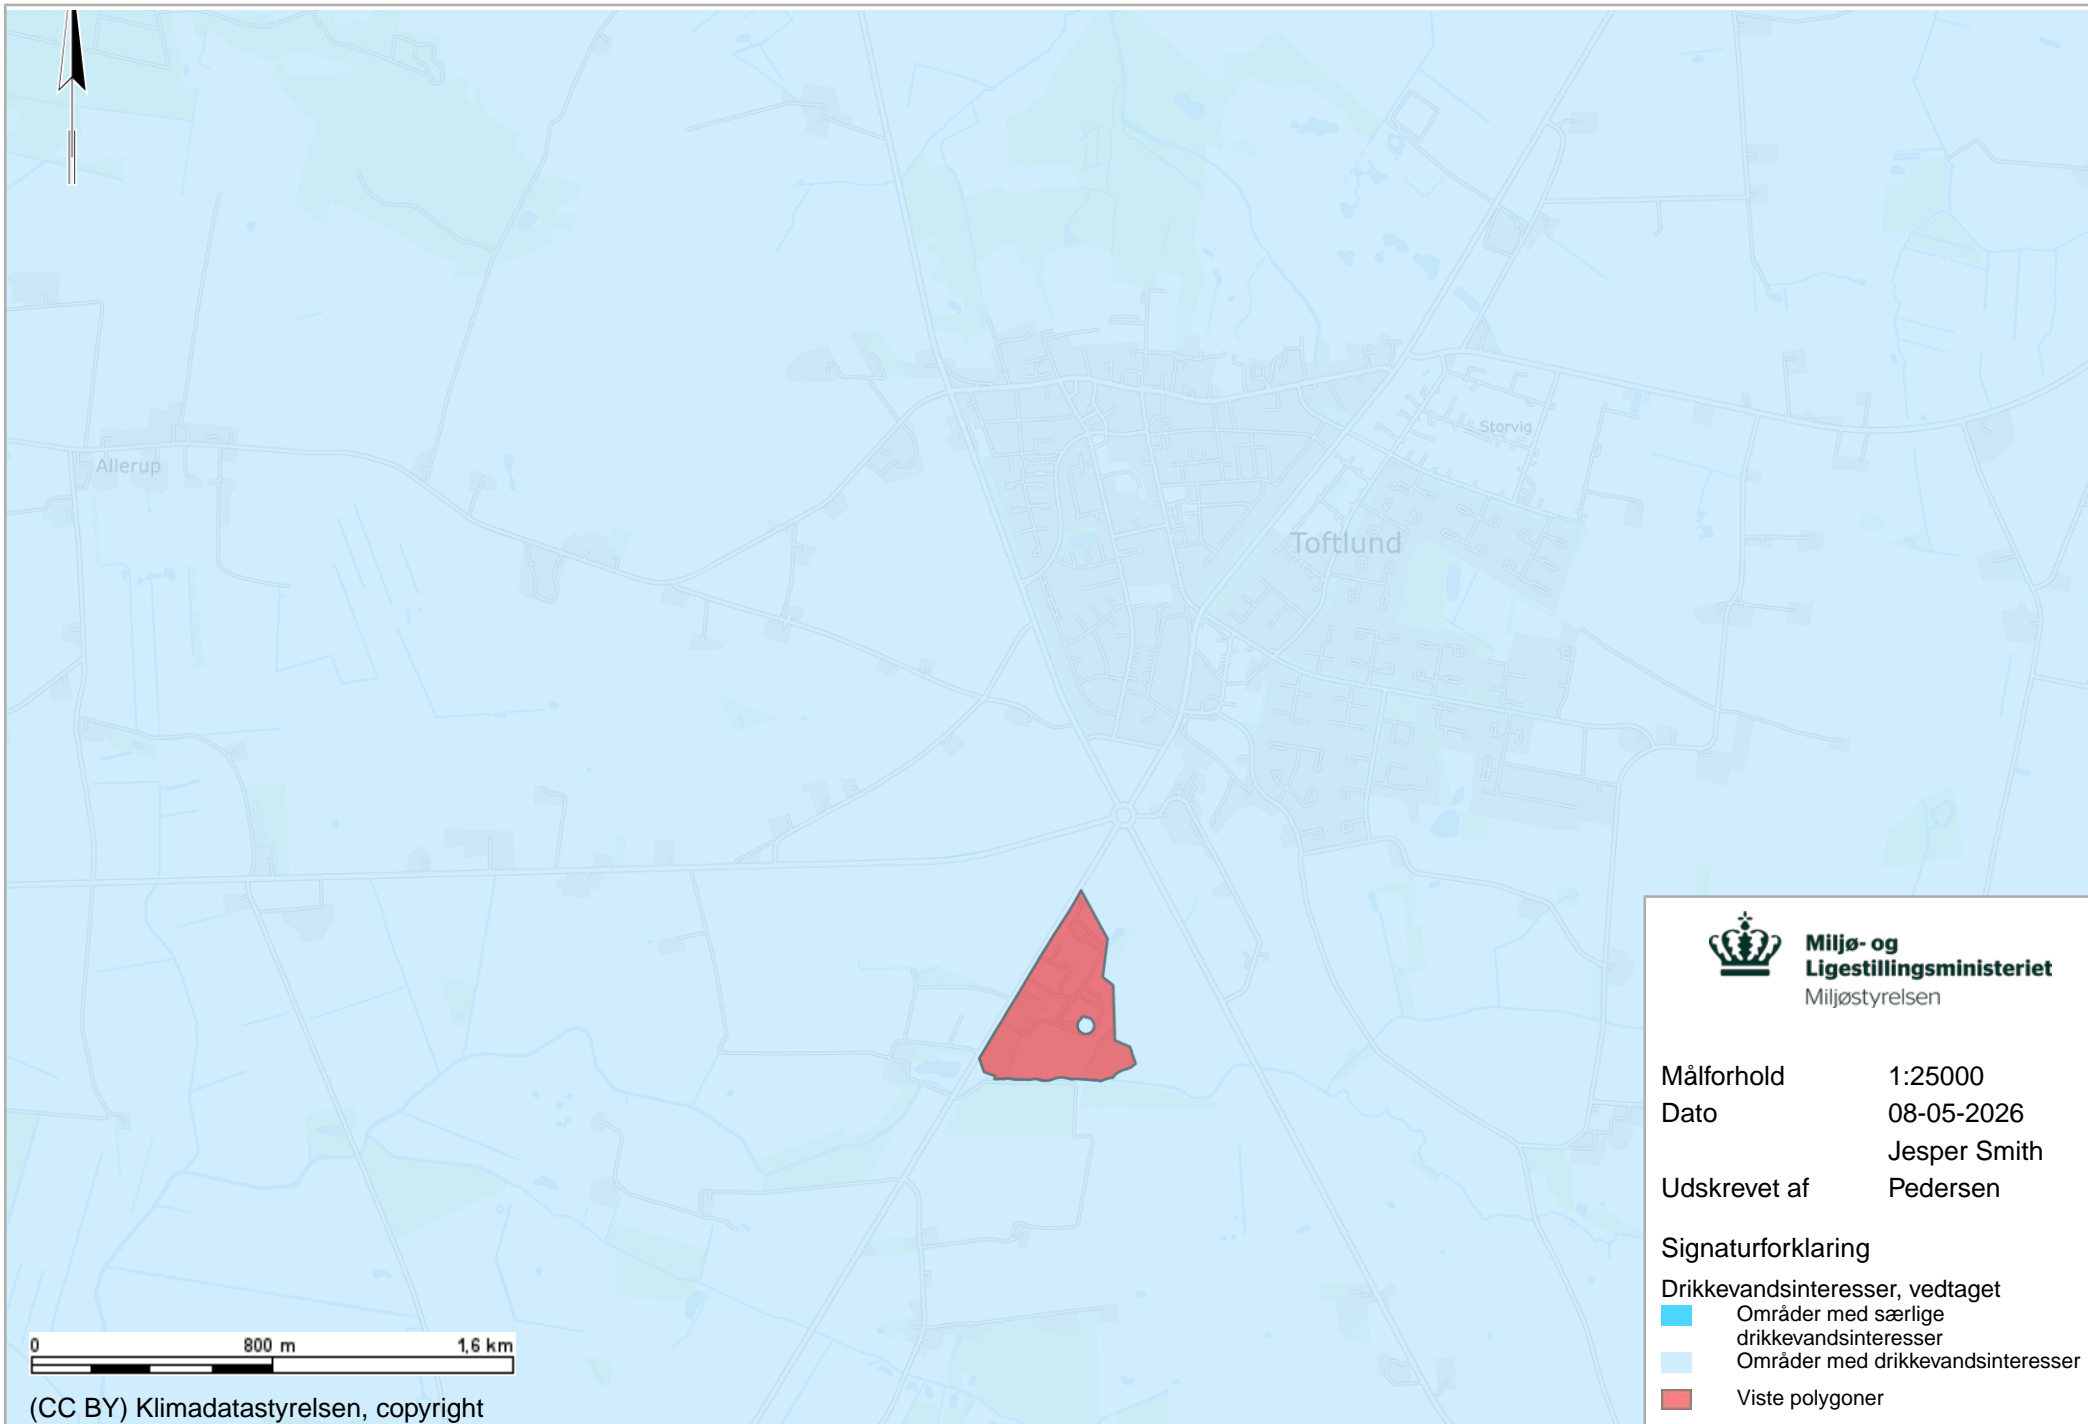 Storvig
Allerup
Toftlund
Miljø- og
Ligestillingsministeriet
Miljøstyrelsen
Målforhold 1:25000
Dato 08-05-2026
Jesper Smith
Udskrevet af Pedersen
Signaturforklaring
Drikkevandsinteresser, vedtaget
Områder med særlige
drikkevandsinteresser
Områder med drikkevandsinteresser
Viste polygoner
0 800 m 1,6 km
(CC BY) Klimadatastyrelsen, copyright